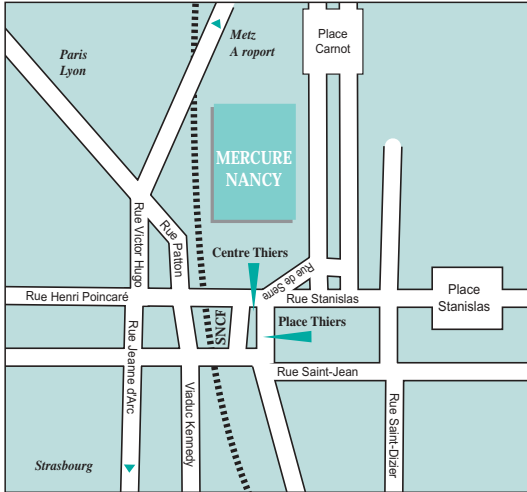 Paris
Lyon
Metz
A roport
Place
Carnot
MERCURE
NANCY
Rue Victor Hugo
Rue Patton
Centre Thiers
Rue de Serre
Rue Henri Poincaré
Rue Stanislas
Place
Stanislas
SNCF
Place Thiers
Rue Jeanne d'Arc
Viaduc Kennedy
Rue Saint-Jean
Rue Saint-Dizier
Strasbourg